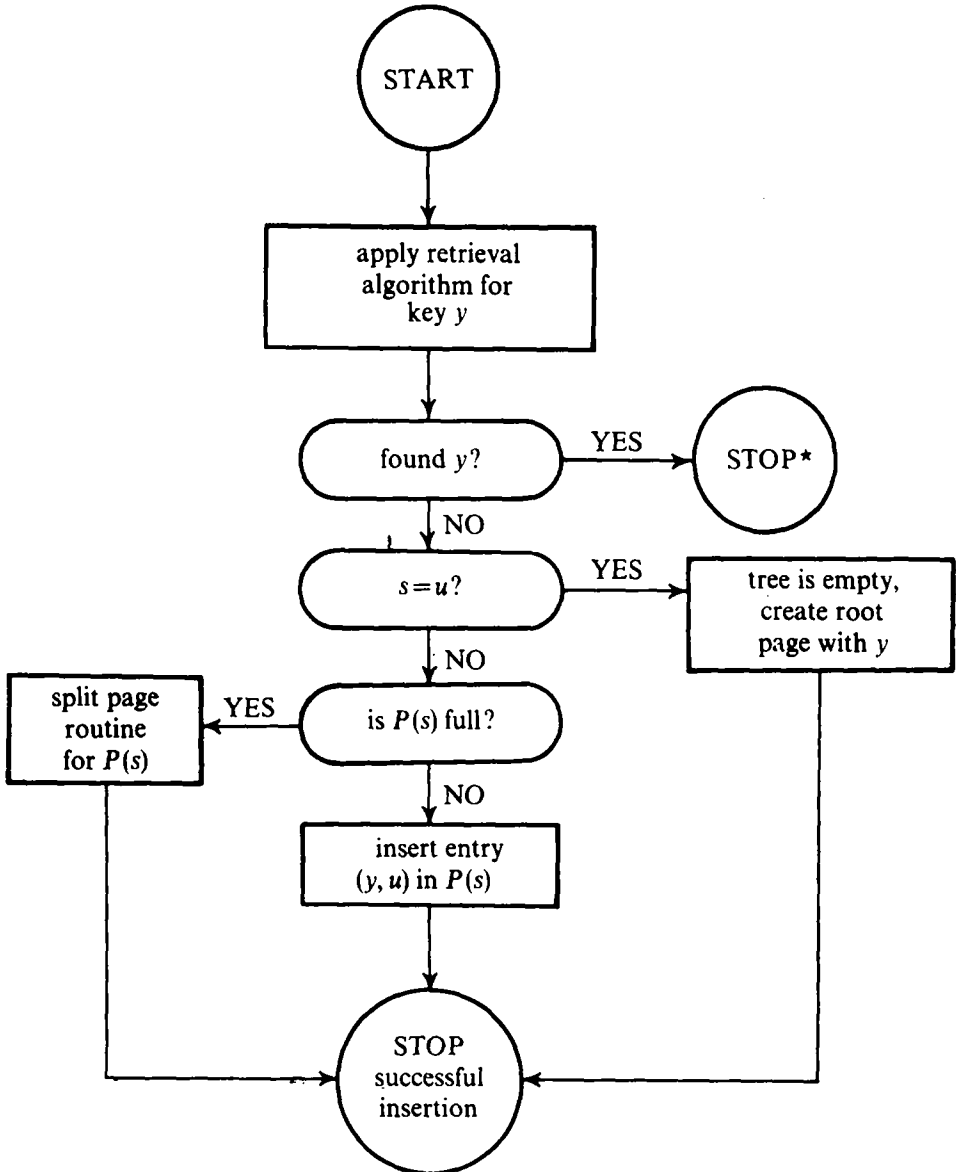 START
apply retrieval
algorithm for
key y
found y?
YES
STOP*
NO
s=u?
YES
tree is empty,
create root
page with y
NO
split page
routine
for P(s)
YES
is P(s) full?
NO
insert entry
(y, u) in P(s)
STOP
successful
insertion